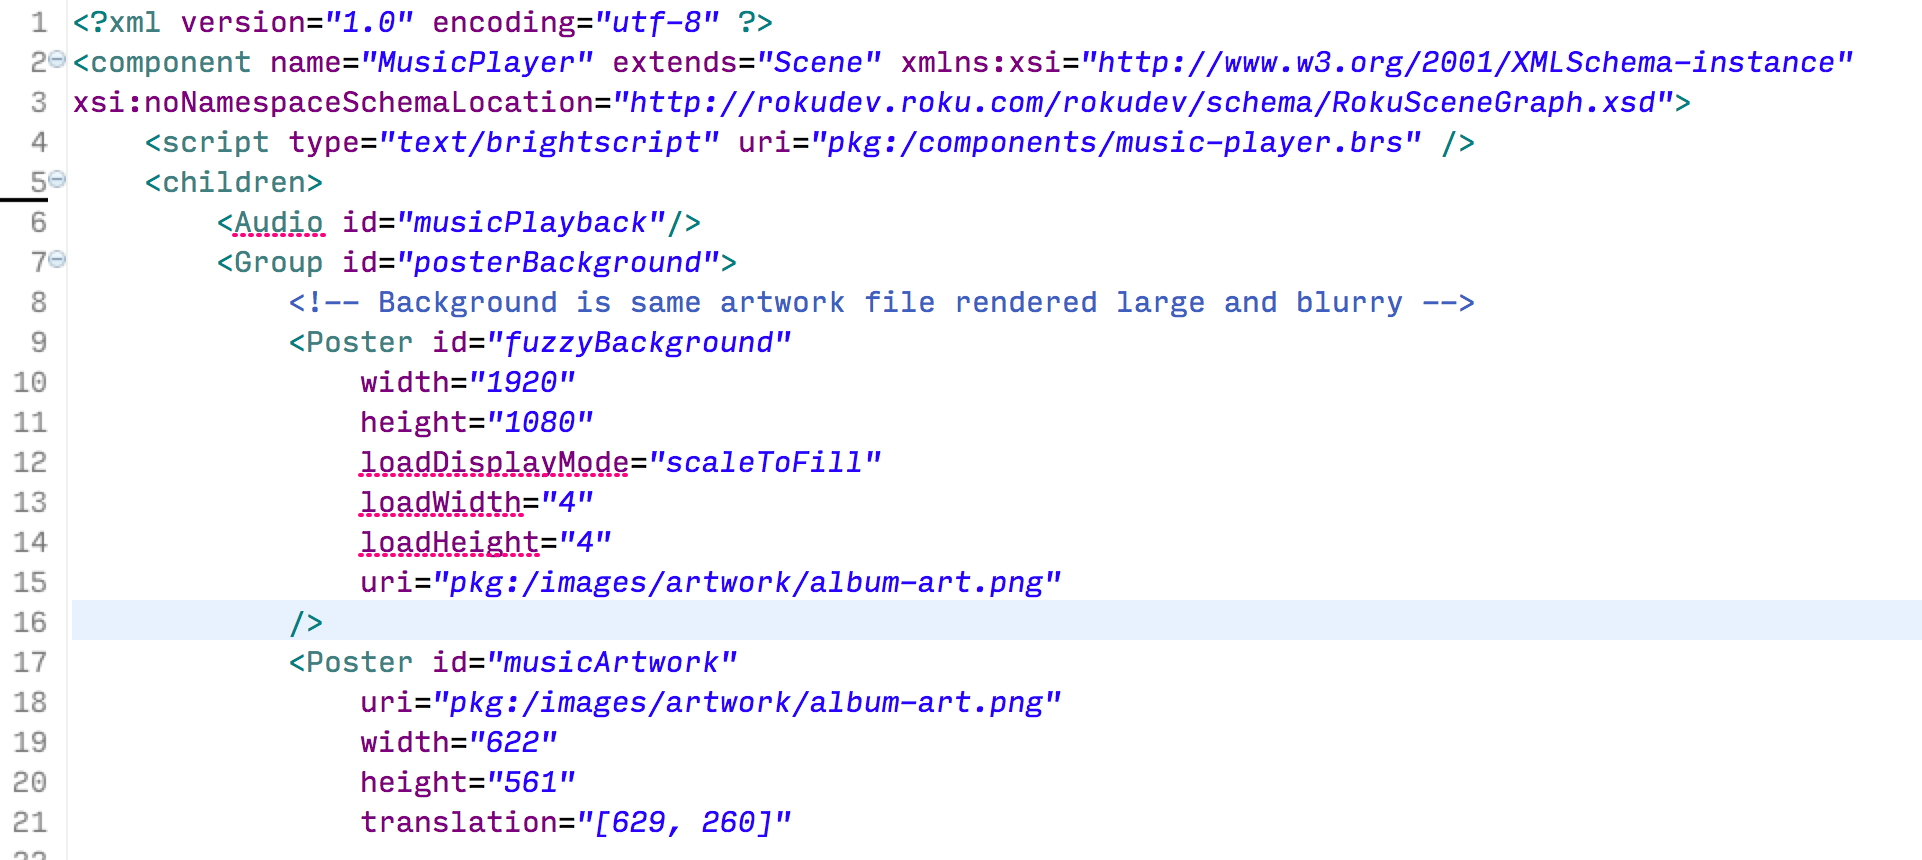 1 <?xml version="1.0" encoding="utf-8" ?>
2 <component name="MusicPlayer" extends="Scene" xmlns:xsi="http://www.w3.org/2001/XMLSchema-instance"
3 xsi:noNamespaceSchemaLocation="http://rokudev.roku.com/rokudev/schema/RokuSceneGraph.xsd">
4     <script type="text/brightscript" uri="pkg:/components/music-player.brs" />
5     <children>
6         <Audio id="musicPlayback"/>
7         <Group id="posterBackground">
8             <!-- Background is same artwork file rendered large and blurry -->
9             <Poster id="fuzzyBackground"
10                 width="1920"
11                 height="1080"
12                 loadDisplayMode="scaleToFill"
13                 loadWidth="4"
14                 loadHeight="4"
15                 uri="pkg:/images/artwork/album-art.png"
16             />
17             <Poster id="musicArtwork"
18                 uri="pkg:/images/artwork/album-art.png"
19                 width="622"
20                 height="561"
21                 translation="[629, 260]"